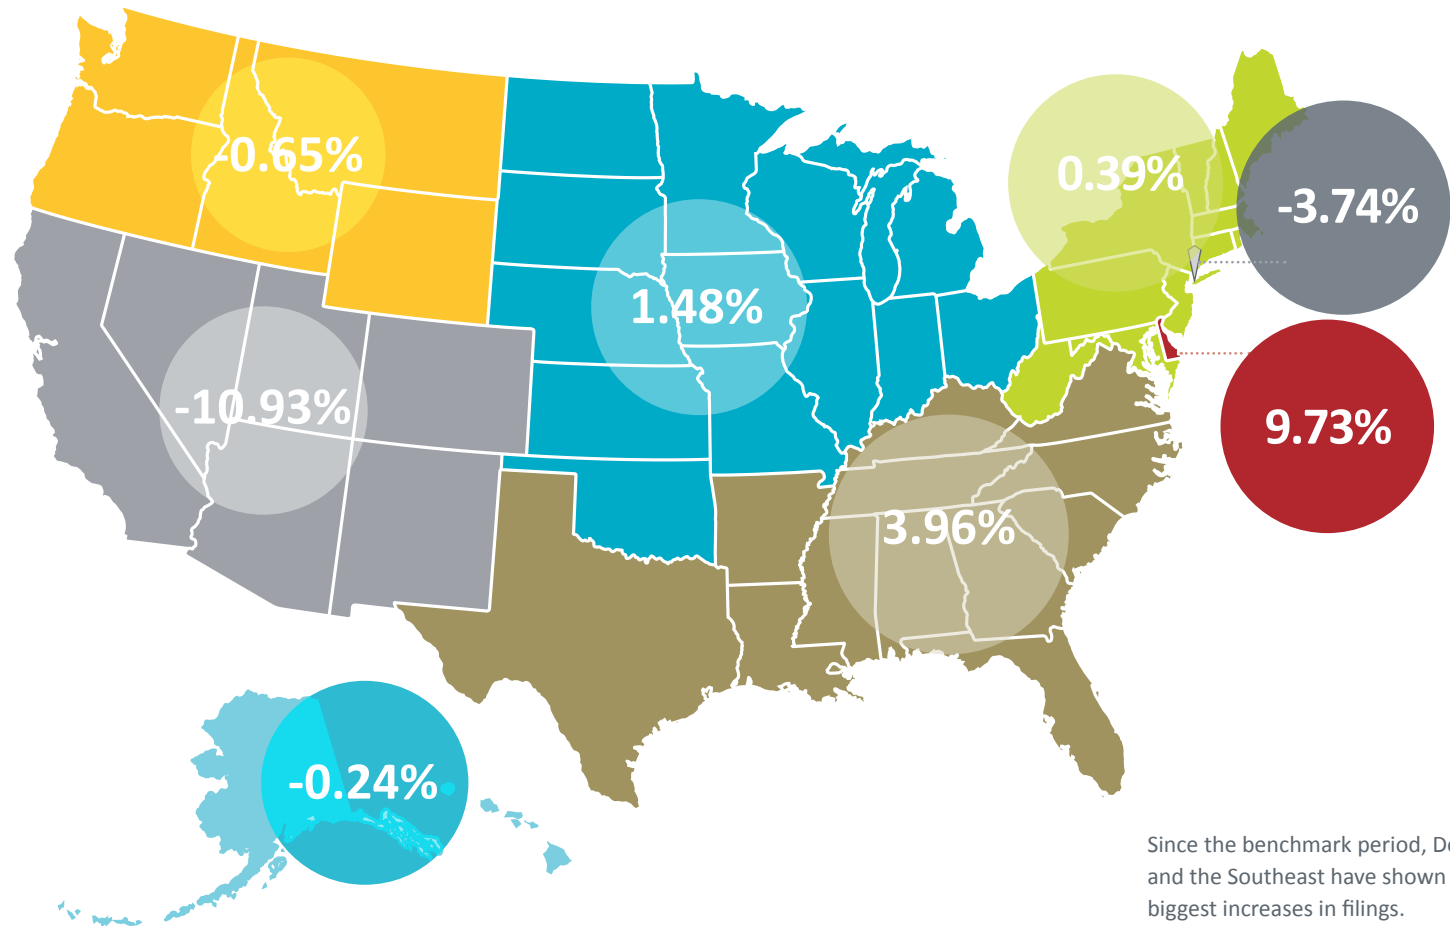 -0.65%
0.39%
-3.74%
1.48%
-10.93%
9.73%
3.96%
-0.24%
Since the benchmark period,
and the Southeast have shown
biggest increases in filings.